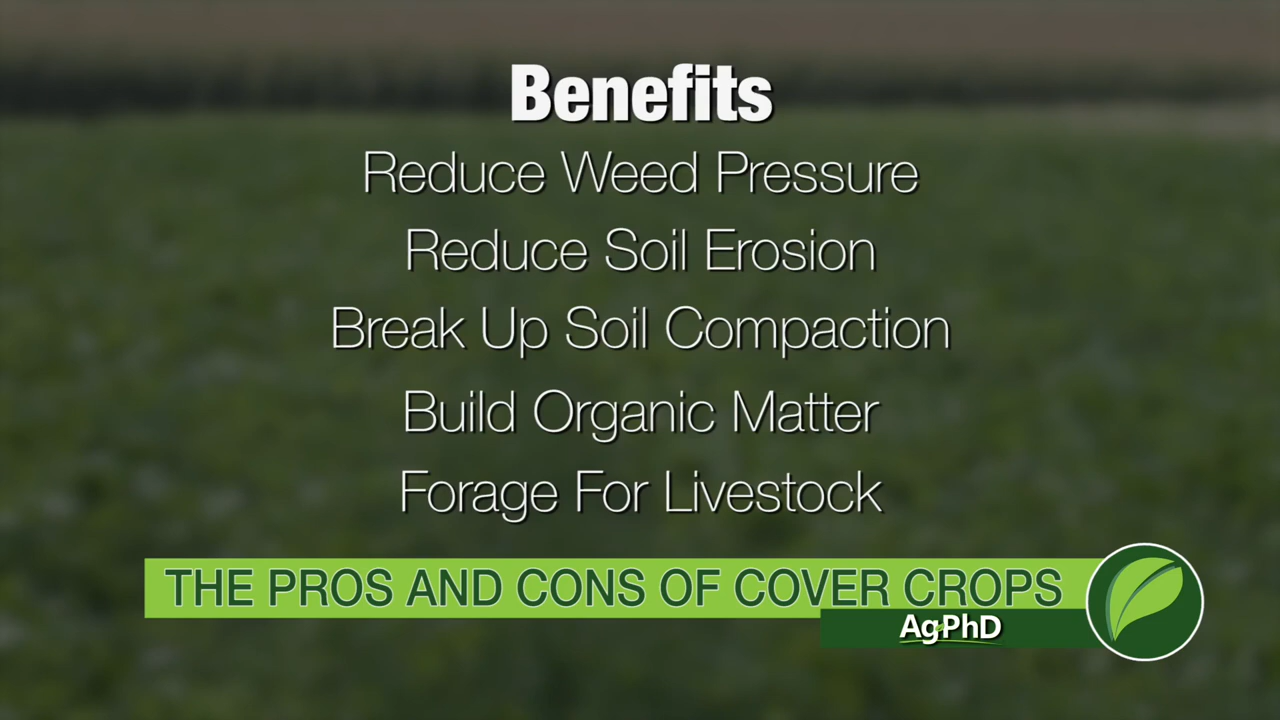 Benefits
Reduce Weed Pressure
Reduce Soil Erosion
Break Up Soil Compaction
Build Organic Matter
Forage For Livestock
THE PROS AND CONS OF COVER CROPS
AgPhD